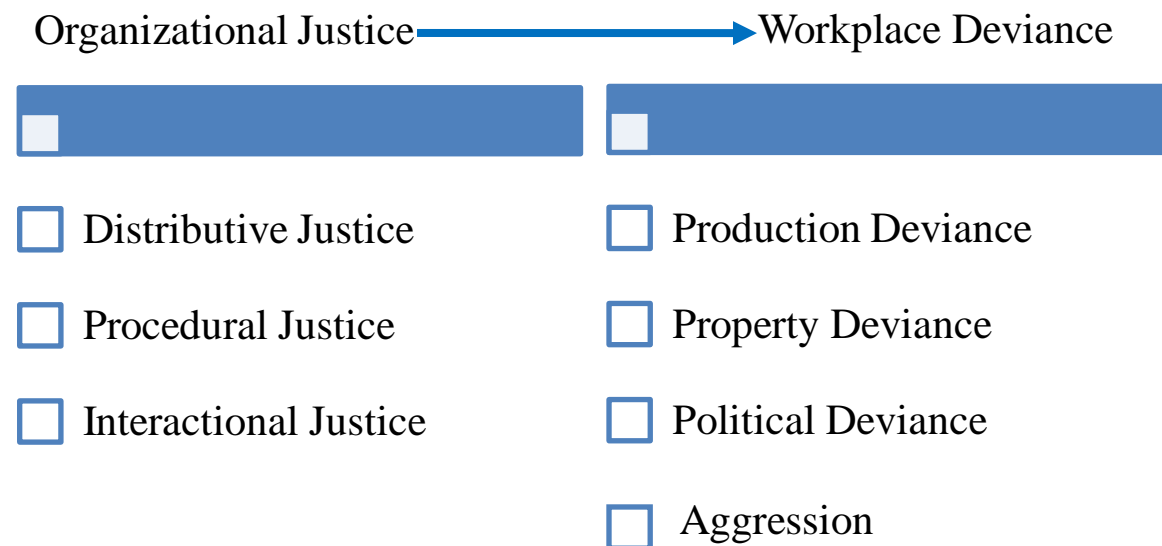 Organizational Justice Workplace Deviance
Distributive Justice
Procedural Justice
Interactional Justice
Production Deviance
Property Deviance
Political Deviance
Aggression